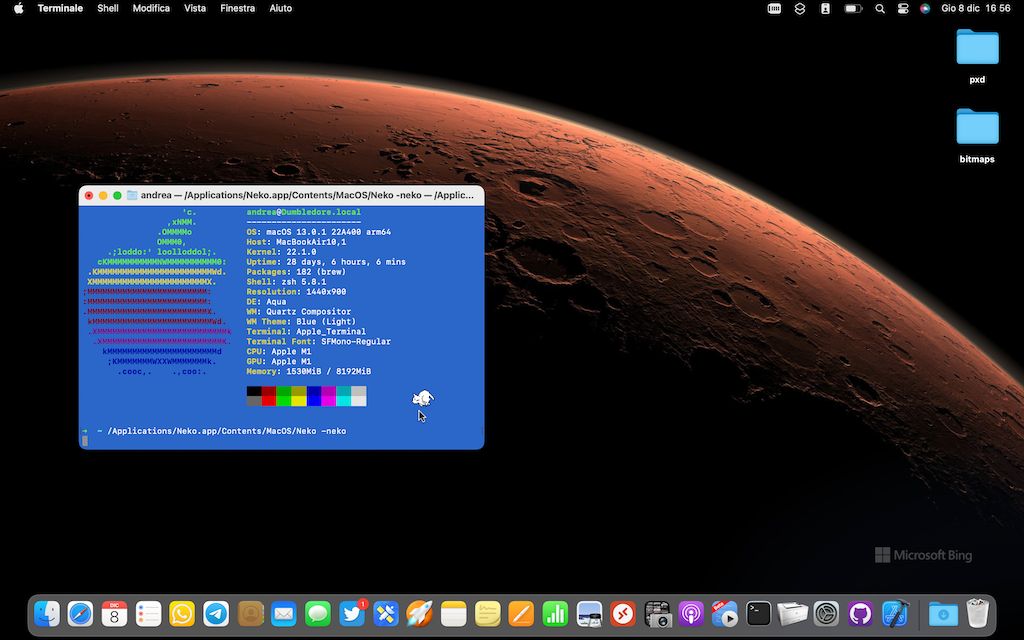 Terminale Shell Modifica Vista Finestra Aiuto Gio 8 dic 16 56
pxd
bitmaps
andrea — /Applications/Neko.app/Contents/MacOS/Neko -neko — /Applic...
'c.
,xNMM.
.OMMMMo
OMMM0,
.;loddo:' loolloddol;.
cKMMMMMMMMMMNWMMMMMMMMMM0:
.KMMMMMMMMMMMMMMMMMMMMMMMWd.
XMMMMMMMMMMMMMMMMMMMMMMMX.
;MMMMMMMMMMMMMMMMMMMMMMMM:
:MMMMMMMMMMMMMMMMMMMMMMMM:
.MMMMMMMMMMMMMMMMMMMMMMMMX.
kMMMMMMMMMMMMMMMMMMMMMMMMWd.
.XMMMMMMMMMMMMMMMMMMMMMMMMMMk
.XMMMMMMMMMMMMMMMMMMMMMMMMK.
kMMMMMMMMMMMMMMMMMMMMMMd
;KMMMMMMMWXXWMMMMMMMk.
.cooc,. .,coo:.
andrea@Dumbledore.local
-----------------------
OS: macOS 13.0.1 22A400 arm64
Host: MacBookAir10,1
Kernel: 22.1.0
Uptime: 28 days, 6 hours, 6 mins
Packages: 182 (brew)
Shell: zsh 5.8.1
Resolution: 1440x900
DE: Aqua
WM: Quartz Compositor
WM Theme: Blue (Light)
Terminal: Apple_Terminal
Terminal Font: SFMono-Regular
CPU: Apple M1
GPU: Apple M1
Memory: 1530MiB / 8192MiB
➜ ~ /Applications/Neko.app/Contents/MacOS/Neko -neko
Microsoft Bing
DIC
8
1